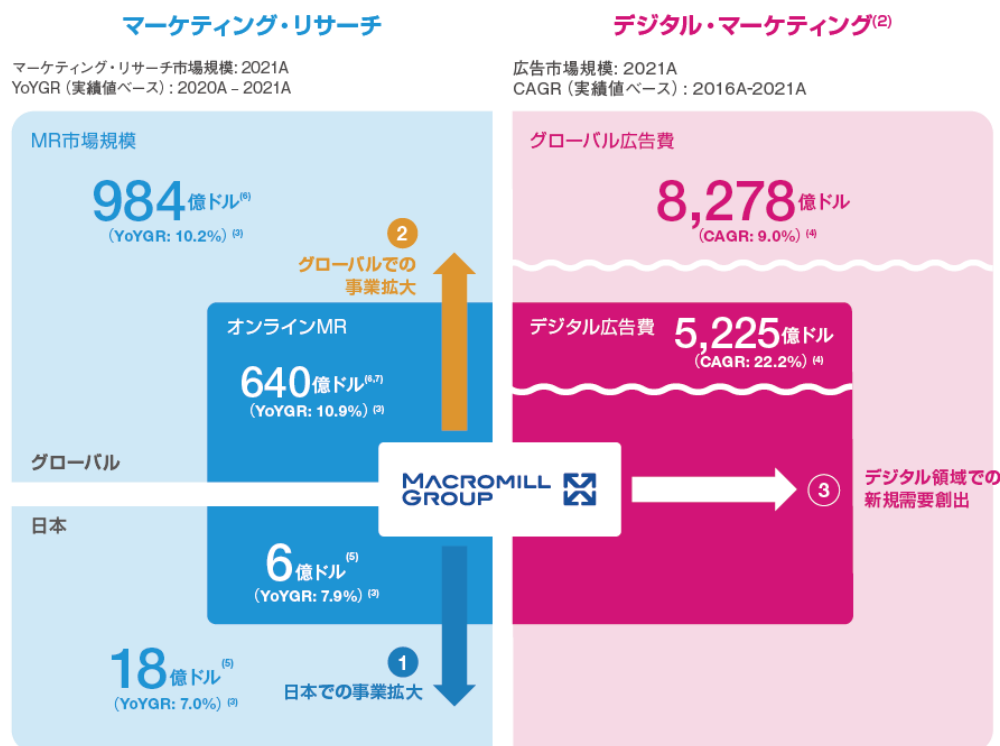 マーケティング・リサーチ
マーケティング・リサーチ市場規模: 2021A
YoYGR（実績値ベース）: 2020A – 2021A
MR市場規模
984億ドル(6)
（YoYGR: 10.2%）(3)
2
グローバルでの
事業拡大
オンラインMR
640億ドル(6,7)
（YoYGR: 10.9%）(3)
グローバル
日本
MACROMILL
GROUP
6億ドル(5)
（YoYGR: 7.9%）(3)
18億ドル(5)
（YoYGR: 7.0%）(3)
1
日本での事業拡大
デジタル・マーケティング(2)
広告市場規模: 2021A
CAGR（実績値ベース）: 2016A-2021A
グローバル広告費
8,278億ドル
（CAGR: 9.0%）(4)
デジタル広告費 5,225億ドル
（CAGR: 22.2%）(4)
3
デジタル領域での
新規需要創出